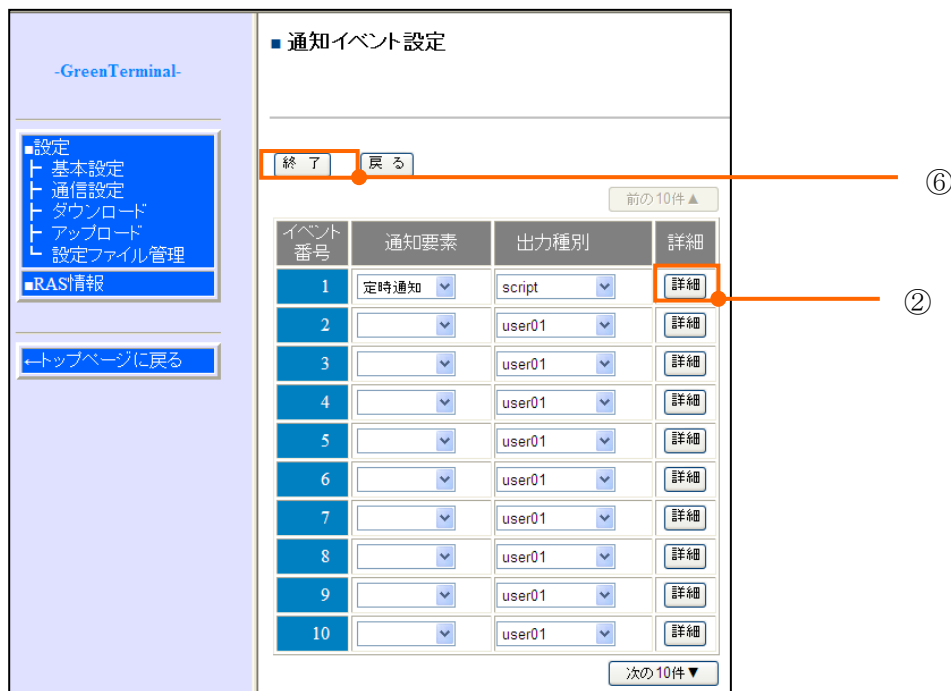 -GreenTerminal-
■設定
├ 基本設定
├ 通信設定
├ ダウンロード
├ アップロード
└ 設定ファイル管理
■RAS情報
←トップページに戻る
■ 通知イベント設定
終 了 戻 る
⑥
前の10件▲
イベント番号 通知要素 出力種別 詳細
1 定時通知 script 詳細
②
2 user01 詳細
3 user01 詳細
4 user01 詳細
5 user01 詳細
6 user01 詳細
7 user01 詳細
8 user01 詳細
9 user01 詳細
10 user01 詳細
次の10件▼